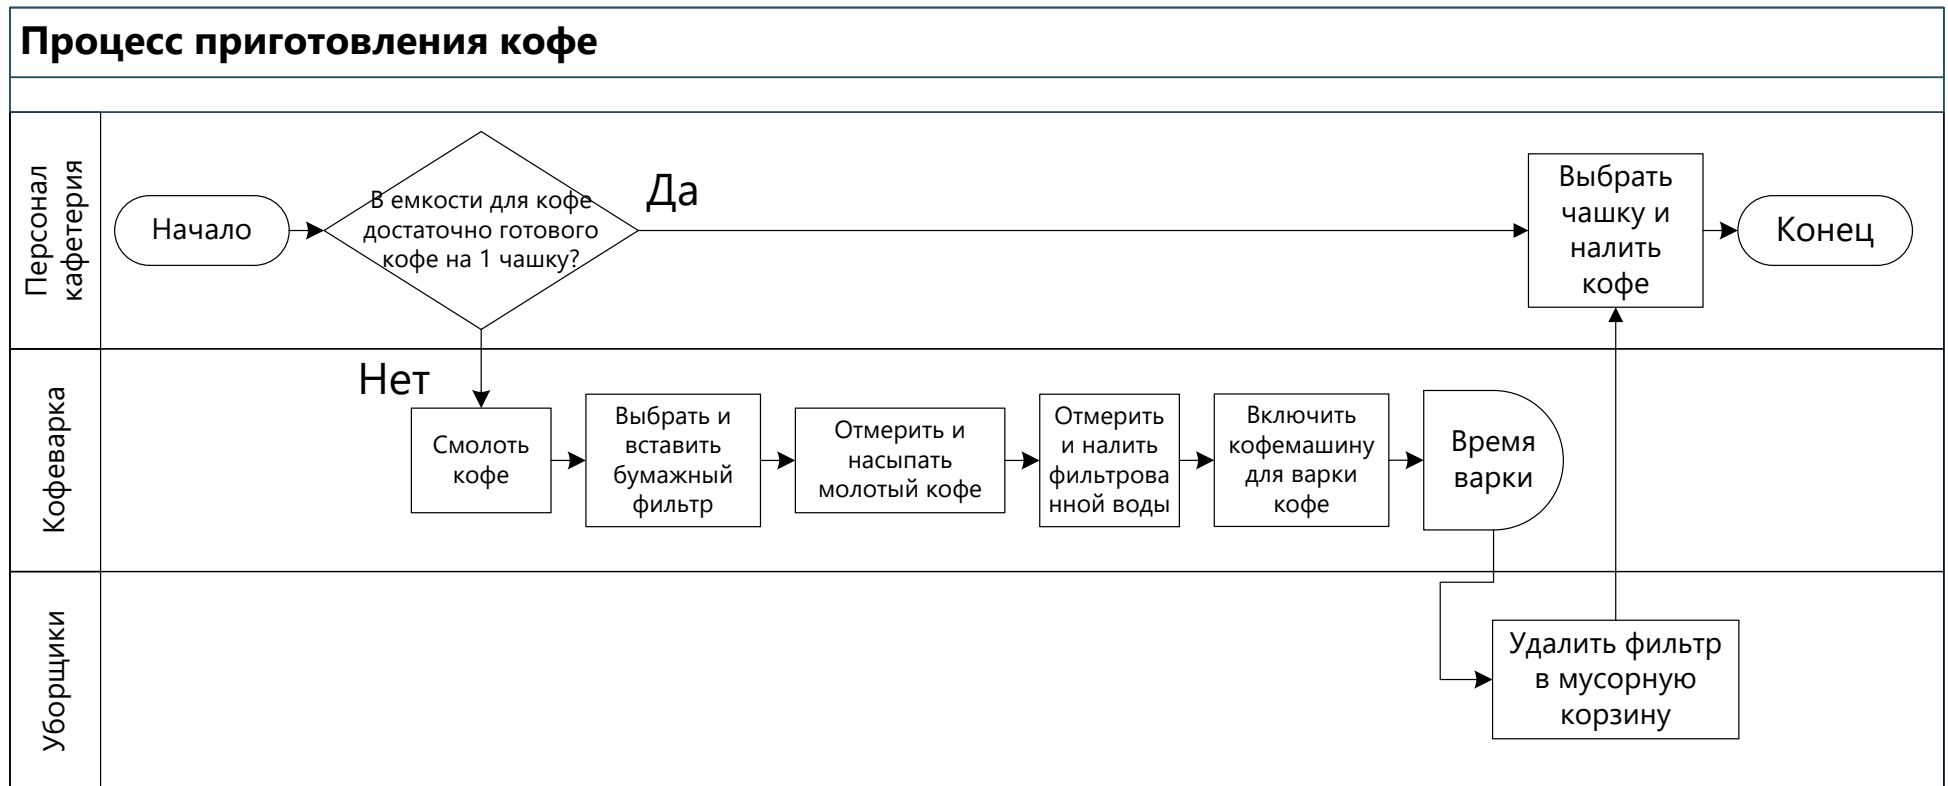 Процесс приготовления кофе
Персонал
кафетерия
Начало
В емкости для кофе
достаточно готового
кофе на 1 чашку?
Да
Выбрать
чашку и
налить
кофе
Конец
Кофеварка
Нет
Смолоть
кофе
Выбрать и
вставить
бумажный
фильтр
Отмерить и
насыпать
молотый кофе
Отмерить
и налить
фильтрова
нной воды
Включить
кофемашину
для варки
кофе
Время
варки
Уборщики
Удалить фильтр
в мусорную
корзину